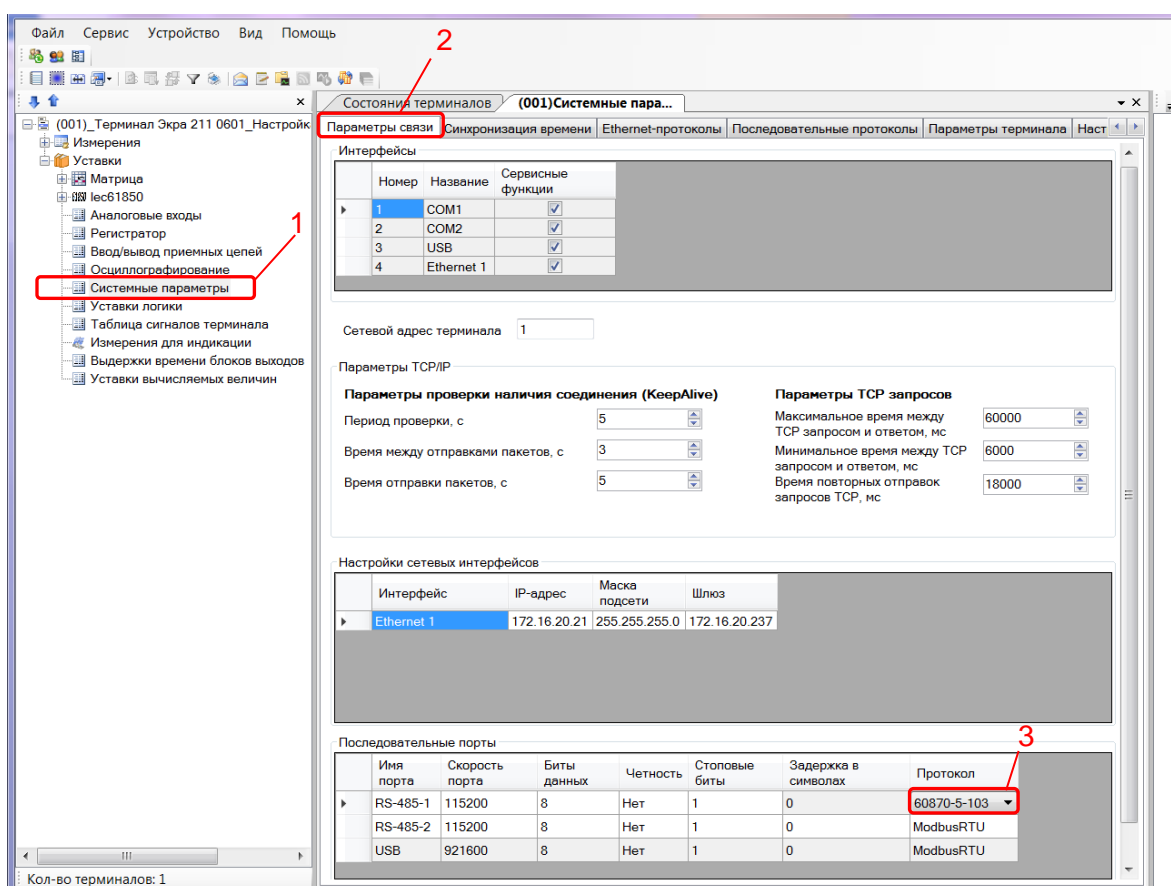 Файл Сервис Устройство Вид Помощь
2
Состояния терминалов (001)Системные пара...
(001)_Терминал Экра 211 0601_Настройк
Измерения
Уставки
Матрица
Iec61850
Аналоговые входы
Регистратор
Ввод/вывод приемных цепей
Осциллографирование
Системные параметры
Уставки логики
Таблица сигналов терминала
Измерения для индикации
Выдержки времени блоков выходов
Уставки вычисляемых величин
1
Кол-во терминалов: 1
Параметры связи Синхронизация времени Ethernet-протоколы Последовательные протоколы Параметры терминала Наст
Интерфейсы
Номер Название Сервисные функции
1 COM1
2 COM2
3 USB
4 Ethernet 1
Сетевой адрес терминала 1
Параметры TCP/IP
Параметры проверки наличия соединения (KeepAlive)
Период проверки, с 5
Время между отправками пакетов, с 3
Время отправки пакетов, с 5
Параметры TCP запросов
Максимальное время между
TCP запросом и ответом, мс 60000
Минимальное время между TCP
запросом и ответом, мс 6000
Время повторных отправок
запросов TCP, мс 18000
Настройки сетевых интерфейсов
Интерфейс IP-адрес Маска подсети Шлюз
Ethernet 1 172.16.20.21 255.255.255.0 172.16.20.237
Последовательные порты
3
Имя порта Скорость порта Биты данных Четность Стоповые биты Задержка в символах Протокол
RS-485-1 115200 8 Нет 1 0 60870-5-103
RS-485-2 115200 8 Нет 1 0 ModbusRTU
USB 921600 8 Нет 1 0 ModbusRTU